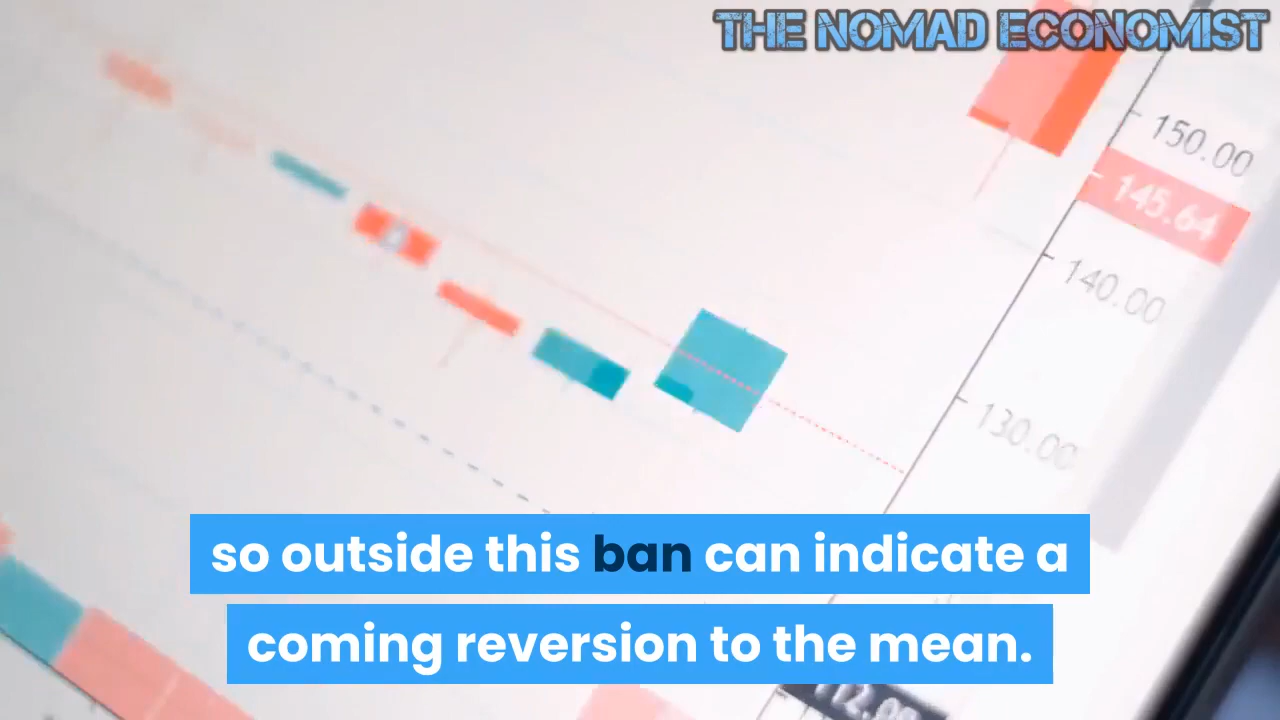 THE NOMAD ECONOMIST
150.00
145.64
140.00
130.00
so outside this ban can indicate a
coming reversion to the mean.